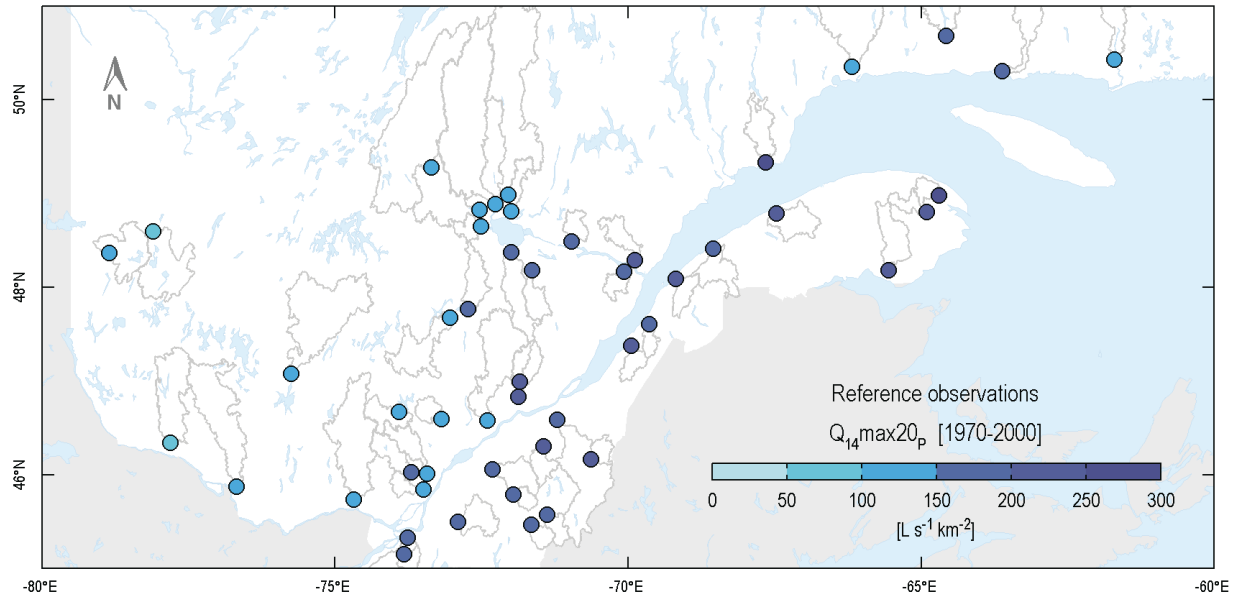 N
50°N
48°N
46°N
Reference observations
Q14max20P [1970-2000]
0 50 100 150 200 250 300
[L s-1 km-2]
-80°E -75°E -70°E -65°E -60°E